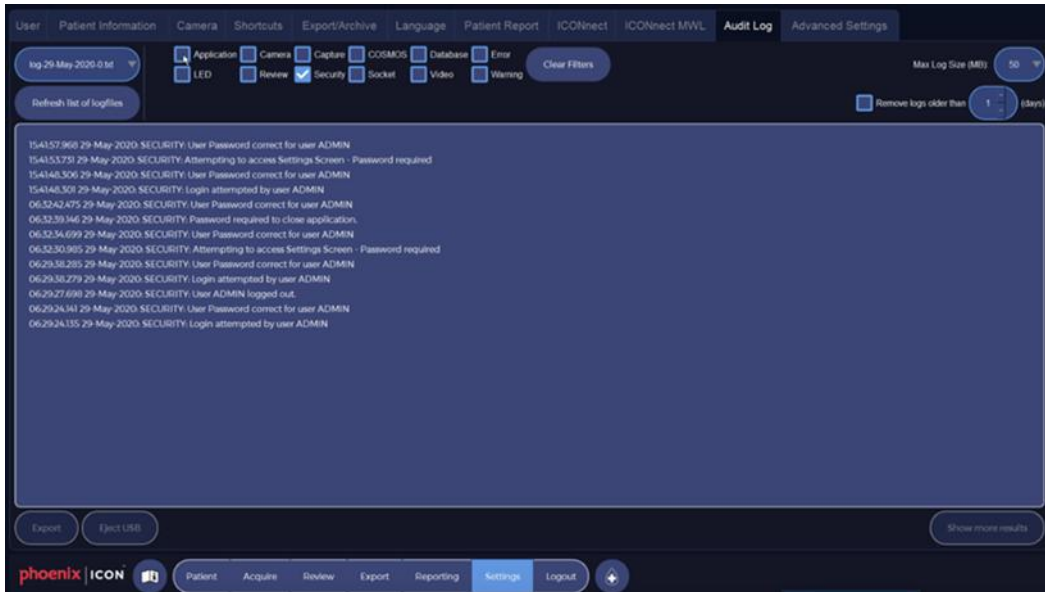 User Patient Information Camera Shortcuts Export/Archive Language Patient Report ICONnect ICONnect MWL Audit Log Advanced Settings
log-29-May-2020-0.txt Application Camera Capture COSMOS Database Error Clear Filters Max Log Size (MB): 50
LED Review Security Socket Video Warning
Refresh list of logfiles Remove logs older than 1 (days)
15:41:57.968 29-May-2020: SECURITY: User Password correct for user ADMIN
15:41:53.751 29-May-2020: SECURITY: Attempting to access Settings Screen - Password required
15:41:48.306 29-May-2020: SECURITY: User Password correct for user ADMIN
15:41:48.301 29-May-2020: SECURITY: Login attempted by user ADMIN
06:32:42.475 29-May-2020: SECURITY: User Password correct for user ADMIN
06:32:39.146 29-May-2020: SECURITY: Password required to close application.
06:32:34.699 29-May-2020: SECURITY: User Password correct for user ADMIN
06:32:30.985 29-May-2020: SECURITY: Attempting to access Settings Screen - Password required
06:29:38.285 29-May-2020: SECURITY: User Password correct for user ADMIN
06:29:38.279 29-May-2020: SECURITY: Login attempted by user ADMIN
06:29:27.698 29-May-2020: SECURITY: User ADMIN logged out.
06:29:24.141 29-May-2020: SECURITY: User Password correct for user ADMIN
06:29:24.135 29-May-2020: SECURITY: Login attempted by user ADMIN
Export Eject USB Show more results
phoenix | ICON Patient Acquire Review Export Reporting Settings Logout